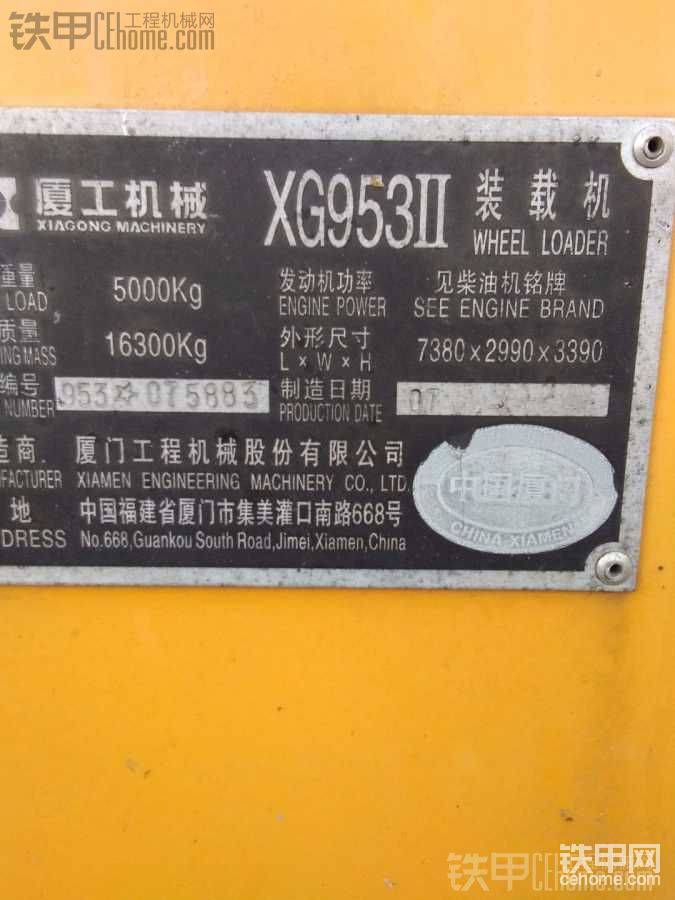 铁甲 工程机械网
CEhome.com
厦工机械
XIAGONG MACHINERY
XG953II
装载机
WHEEL LOADER
重量
LOAD
5000Kg
发动机功率
ENGINE POWER
见柴油机铭牌
SEE ENGINE BRAND
质量
ING MASS
16300Kg
外形尺寸
L×W×H
7380×2990×3390
编号
NUMBER
953☆075883
制造日期
PRODUCTION DATE
07
造商.
UFACTURER
厦门工程机械股份有限公司
XIAMEN ENGINEERING MACHINERY CO., LTD.
地
DRESS
中国福建省厦门市集美灌口南路668号
No.668,Guankou South Road,Jimei,Xiamen,China
中国厦门
CHINA XIAMEN
铁甲网
cehome.com
铁甲CEhome.com